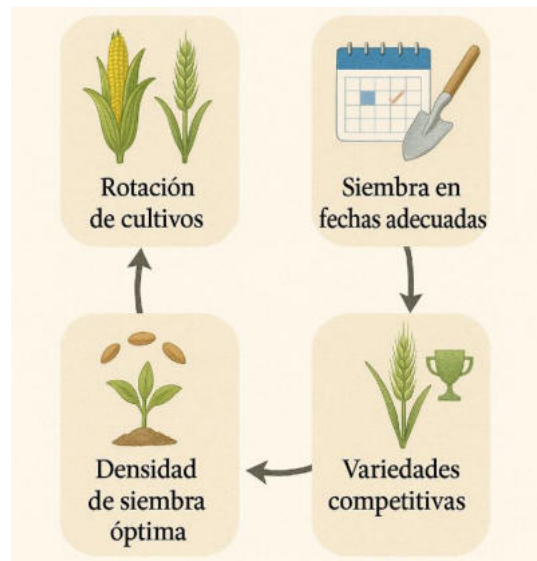 Rotación
de cultivos
Siembra en
fechas adecuadas
Densidad
de siembra
óptima
Variedades
competitivas